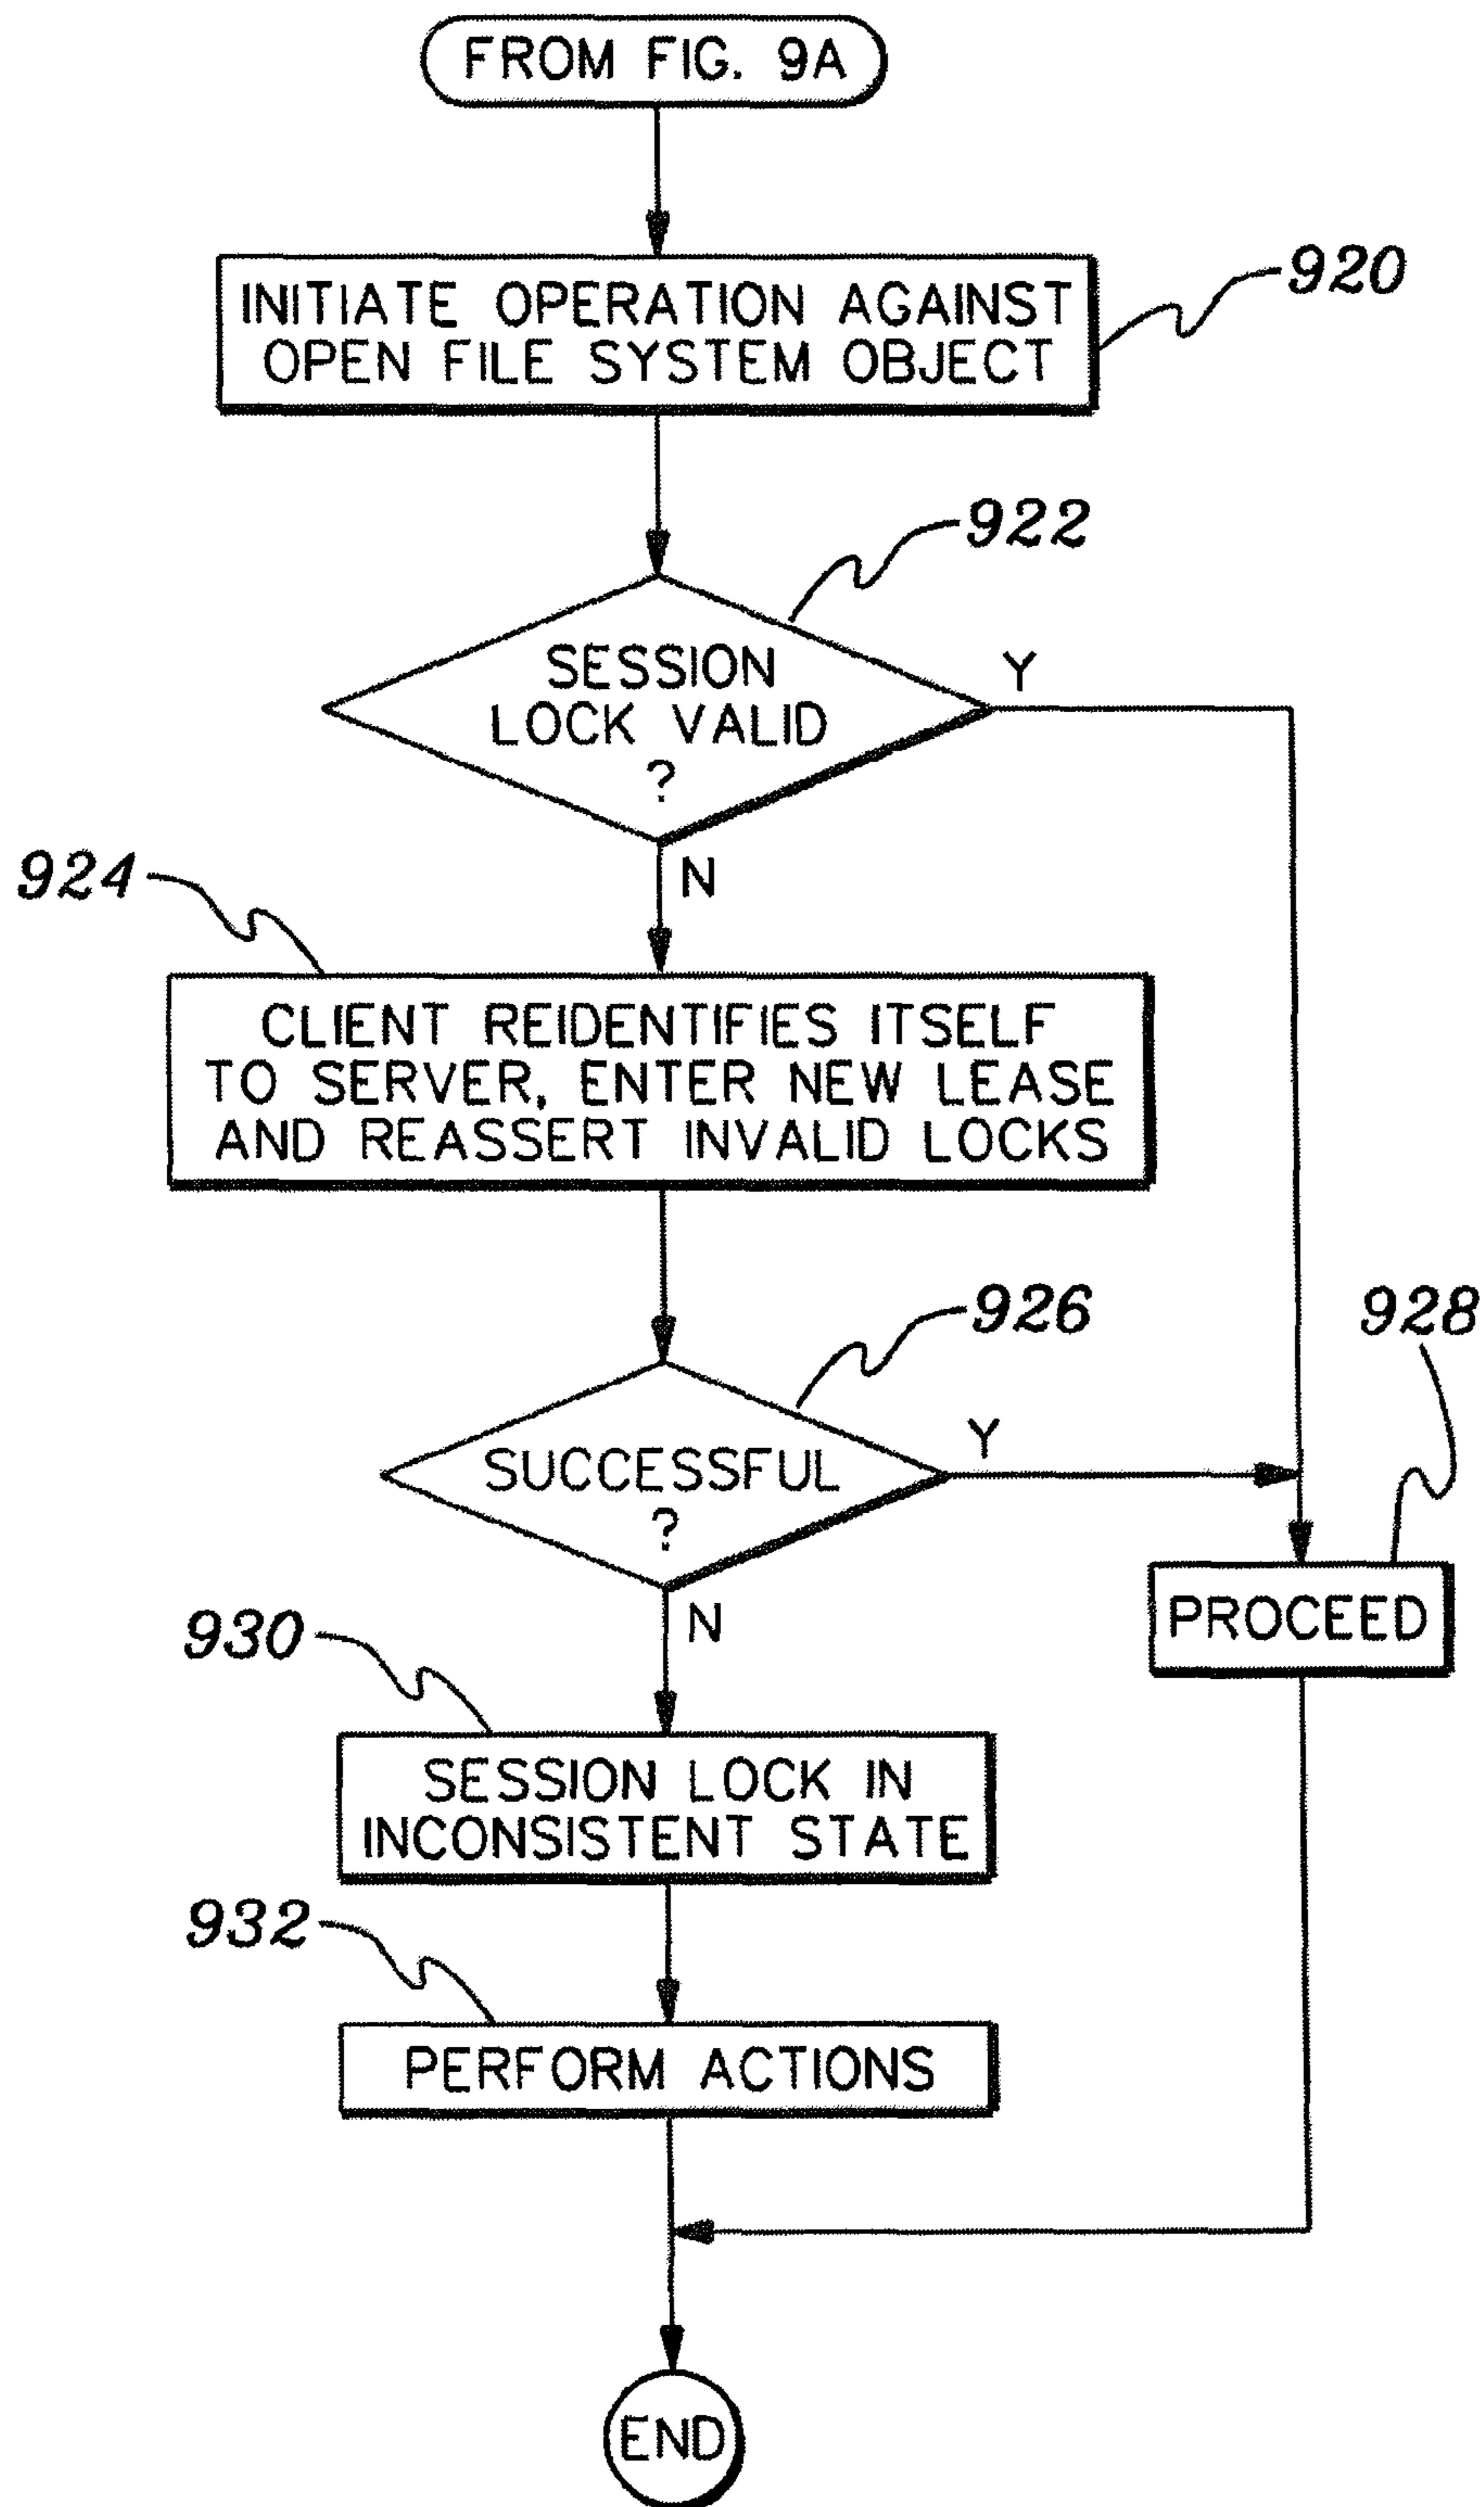 FROM FIG. 9A
INITIATE OPERATION AGAINST
OPEN FILE SYSTEM OBJECT
920
922
SESSION
LOCK VALID
?
Y
N
924
CLIENT REIDENTIFIES ITSELF
TO SERVER, ENTER NEW LEASE
AND REASSERT INVALID LOCKS
926
928
SUCCESSFUL
?
Y
N
PROCEED
930
SESSION LOCK IN
INCONSISTENT STATE
932
PERFORM ACTIONS
END